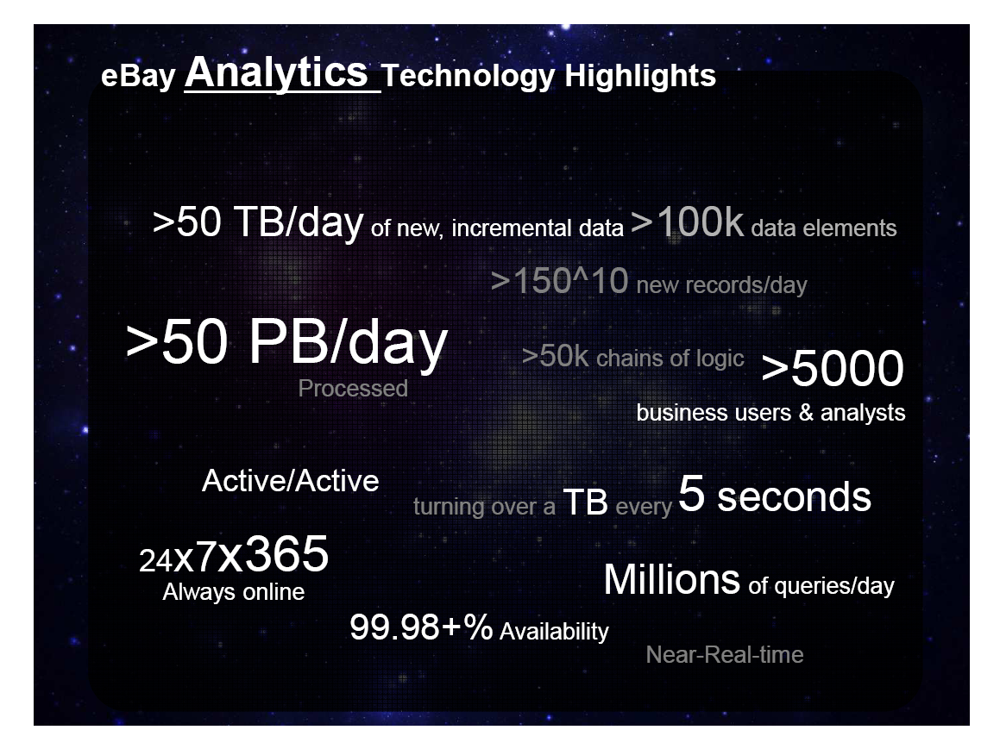 eBay Analytics Technology Highlights
>50 TB/day of new, incremental data >100k data elements
>150^10 new records/day
>50 PB/day
Processed
>50k chains of logic >5000
business users & analysts
Active/Active
turning over a TB every 5 seconds
24x7x365
Always online
Millions of queries/day
99.98+% Availability
Near-Real-time